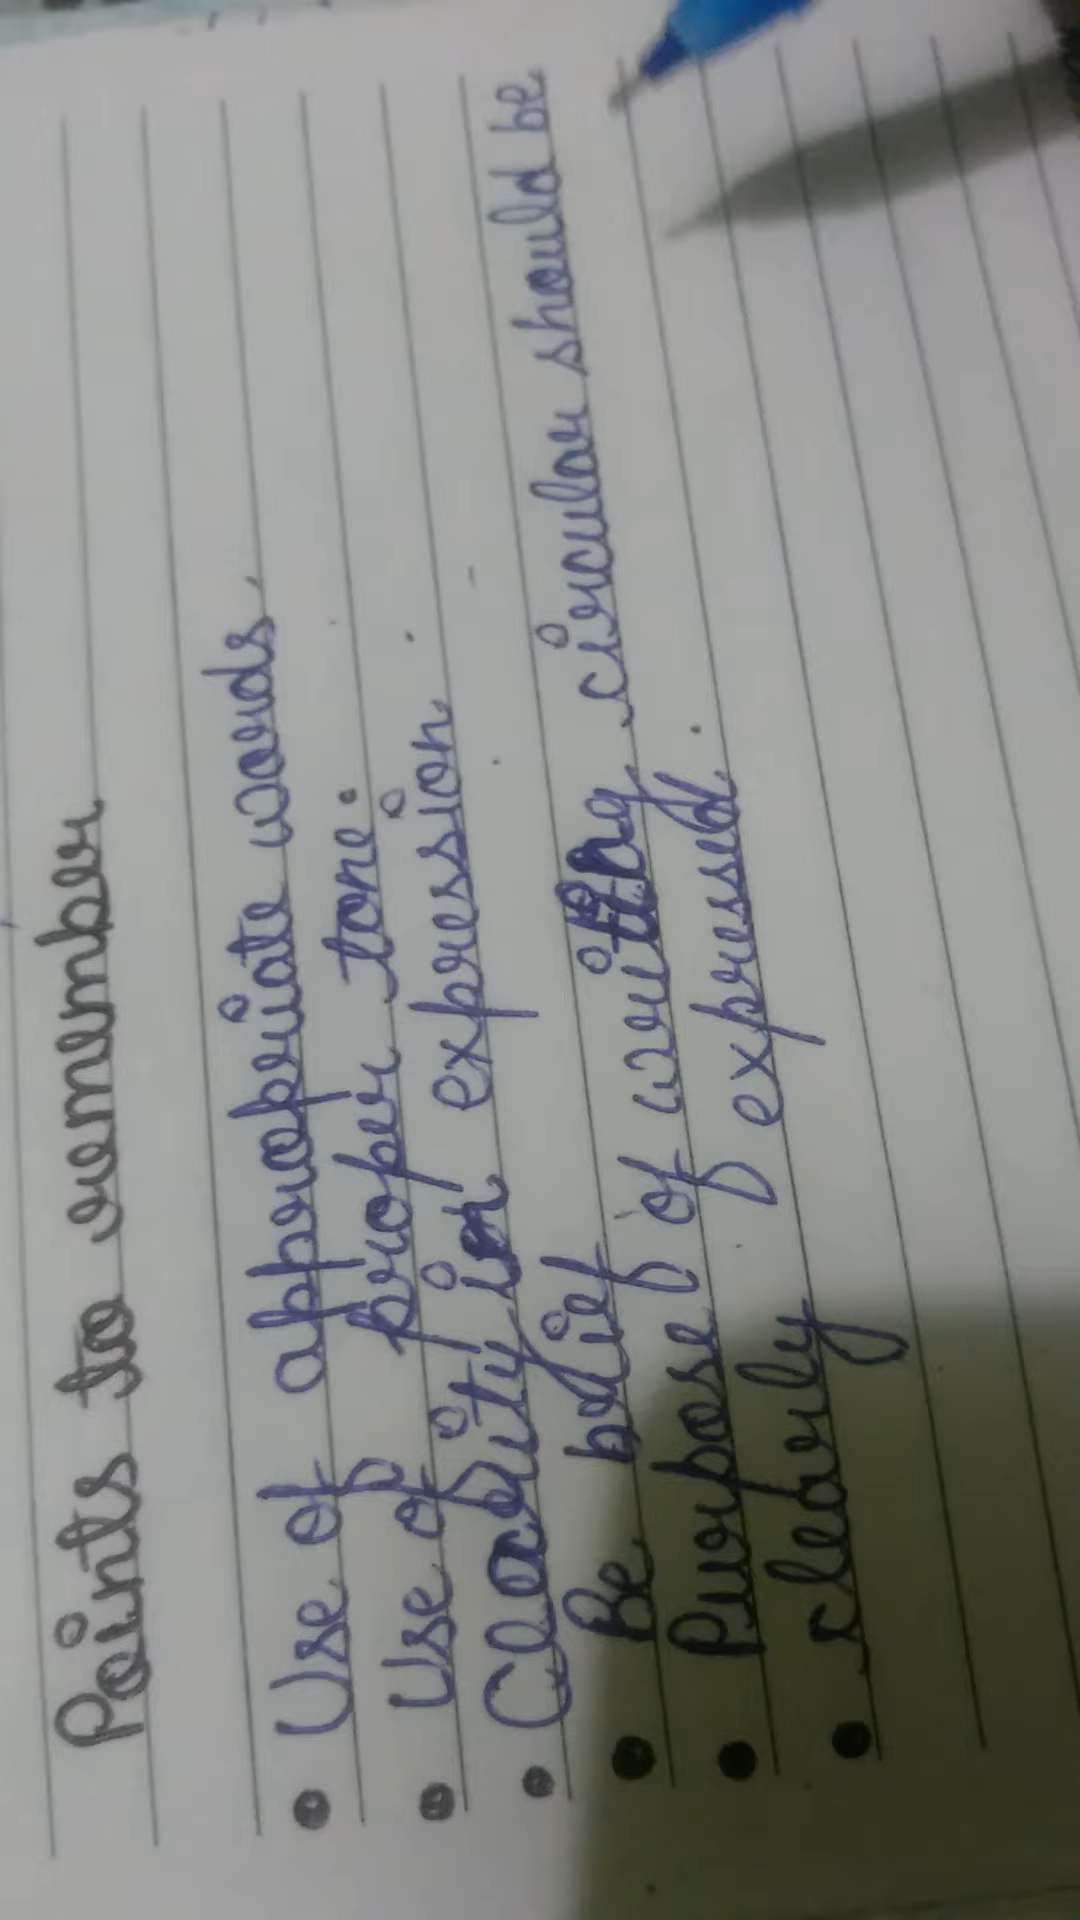 Points to remember
• Use of appropriate words.
• Use of proper tone.
• Clearity in expression
• Be brief
• Purpose of writing circular should be
• clearly expressed.